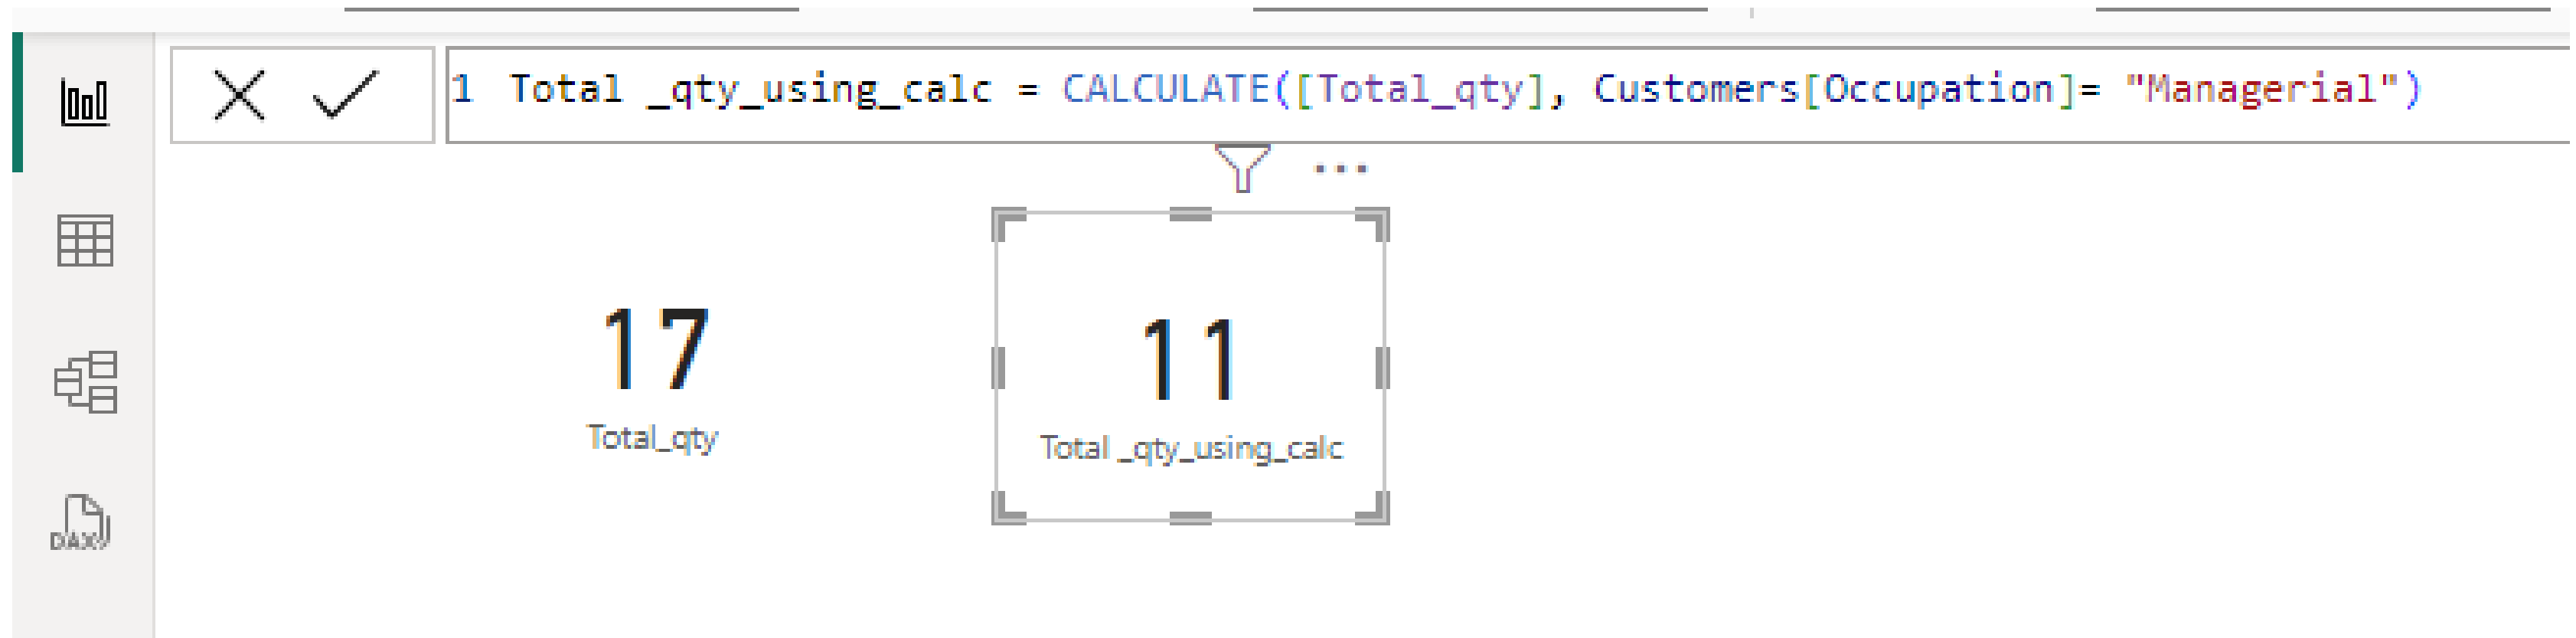 1 Total _qty_using_calc = CALCULATE([Total_qty], Customers[Occupation]= "Managerial")
17
Total_qty
11
Total _qty_using_calc
DAX